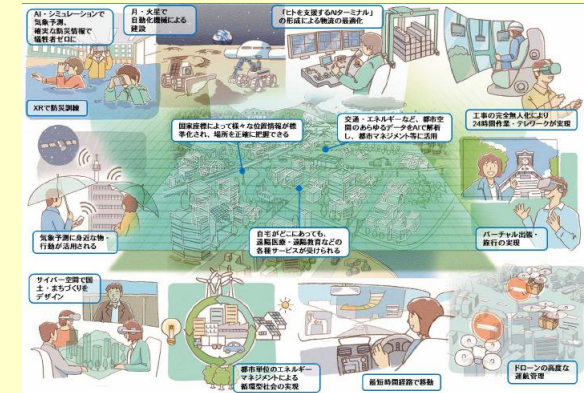 AI・シミュレーションで
気象予測、
確実な防災情報で
犠牲者ゼロに
XRで防災訓練
月・火星で
自動化機械による
建設
「ヒトを支援するAIターミナル」
の形成による物流の最適化
工事の完全無人化により
24時間作業・テレワークが実現
国家座標によって様々な位置情報が標
準化され、場所を正確に把握できる
交通・エネルギーなど、都市空
間のあらゆるデータをAIで解析
し、都市マネジメント等に活用
気象予測に身近な物・
行動が活用される
自宅がどこにあっても、
遠隔医療・遠隔教育などの
各種サービスが受けられる
バーチャル出張・
旅行の実現
サイバー空間で国
土・まちづくりを
デザイン
都市単位のエネルギー
マネジメントによる
循環型社会の実現
最短時間経路で移動
ドローンの高度な
運航管理